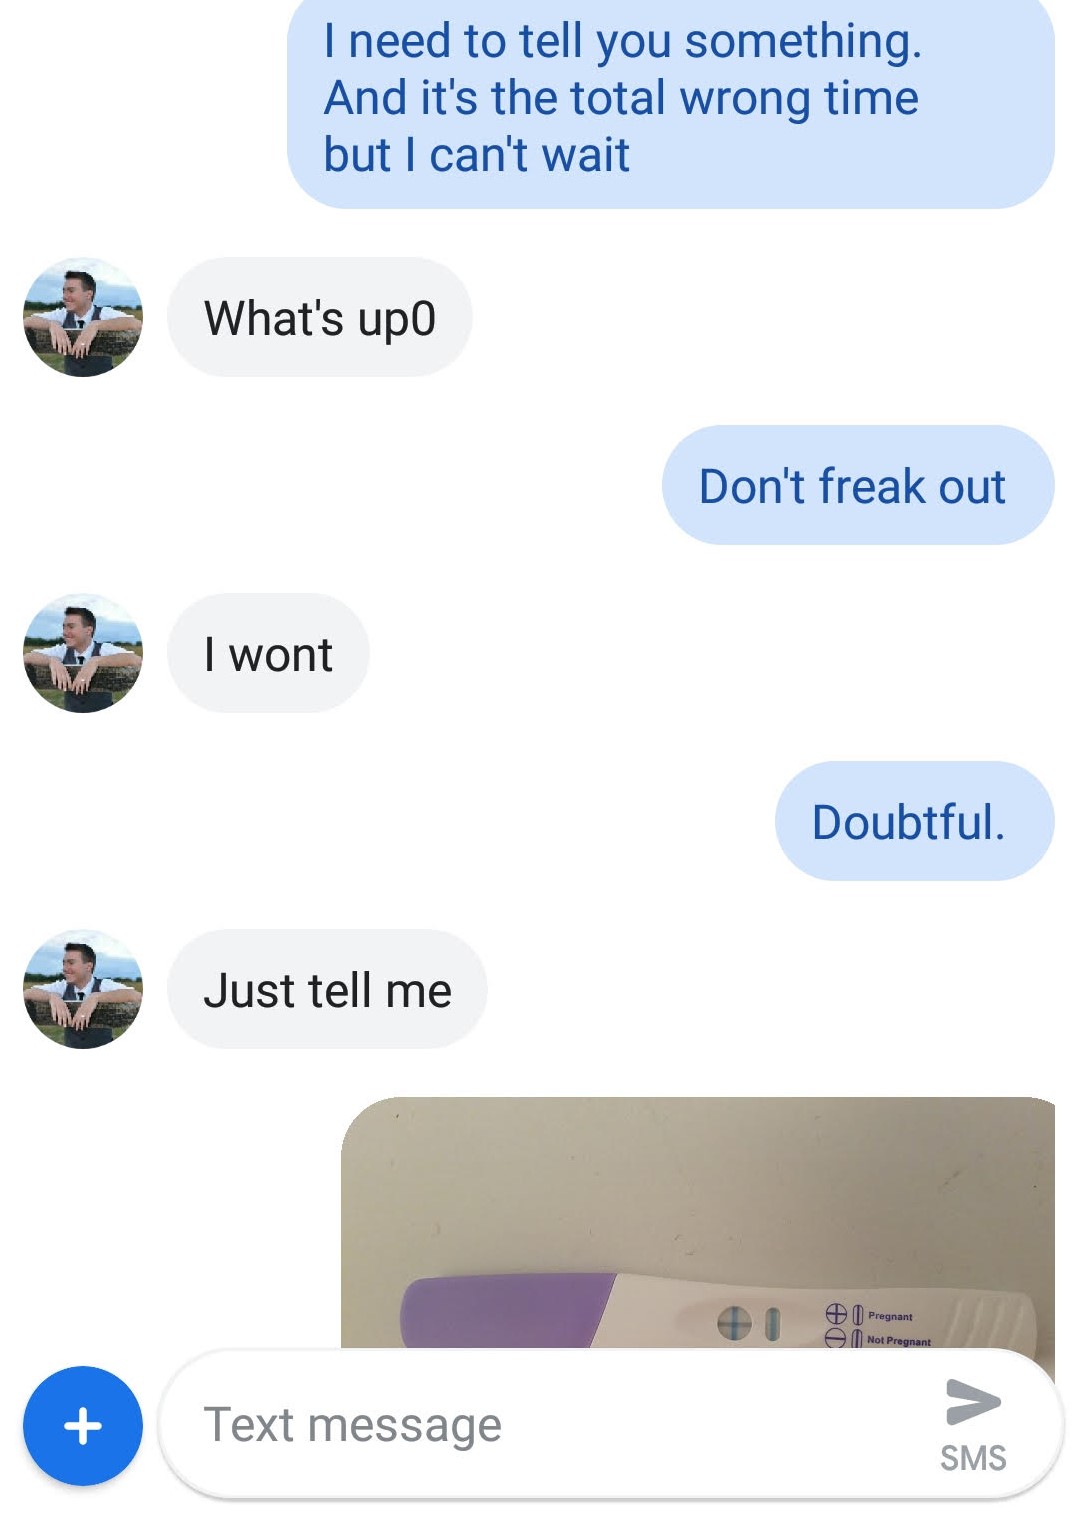 I need to tell you something.
And it's the total wrong time
but I can't wait
What's up0
Don't freak out
I wont
Doubtful.
Just tell me
Pregnant
Not Pregnant
Text message
SMS